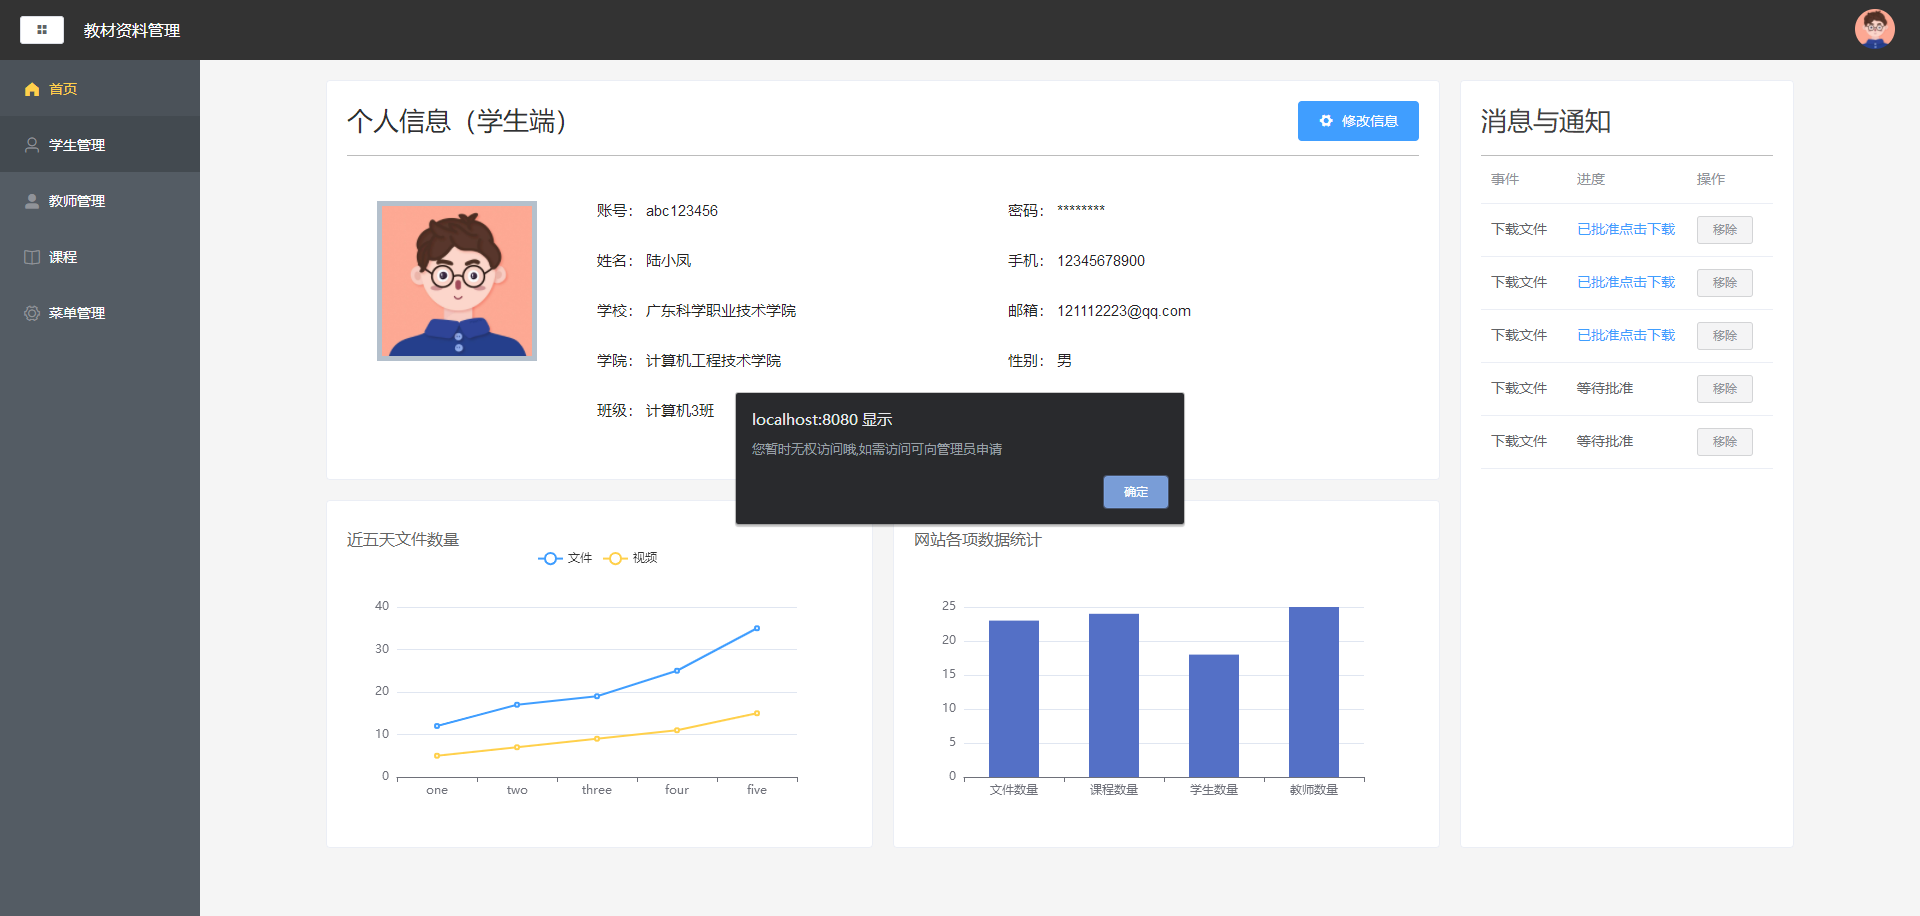 教材资料管理
首页
学生管理
教师管理
课程
菜单管理
个人信息（学生端）
修改信息
账号： abc123456
密码： ********
姓名： 陆小凤
手机： 12345678900
学校： 广东科学职业技术学院
邮箱： 121112223@qq.com
学院： 计算机工程技术学院
性别： 男
班级： 计算机3班
localhost:8080 显示
您暂时无权访问哦,如需访问可向管理员申请
确定
近五天文件数量
文件 视频
40
30
20
10
0
one two three four five
网站各项数据统计
25
20
15
10
5
0
文件数量 课程数量 学生数量 教师数量
消息与通知
事件 进度 操作
下载文件 已批准点击下载 移除
下载文件 已批准点击下载 移除
下载文件 已批准点击下载 移除
下载文件 等待批准 移除
下载文件 等待批准 移除